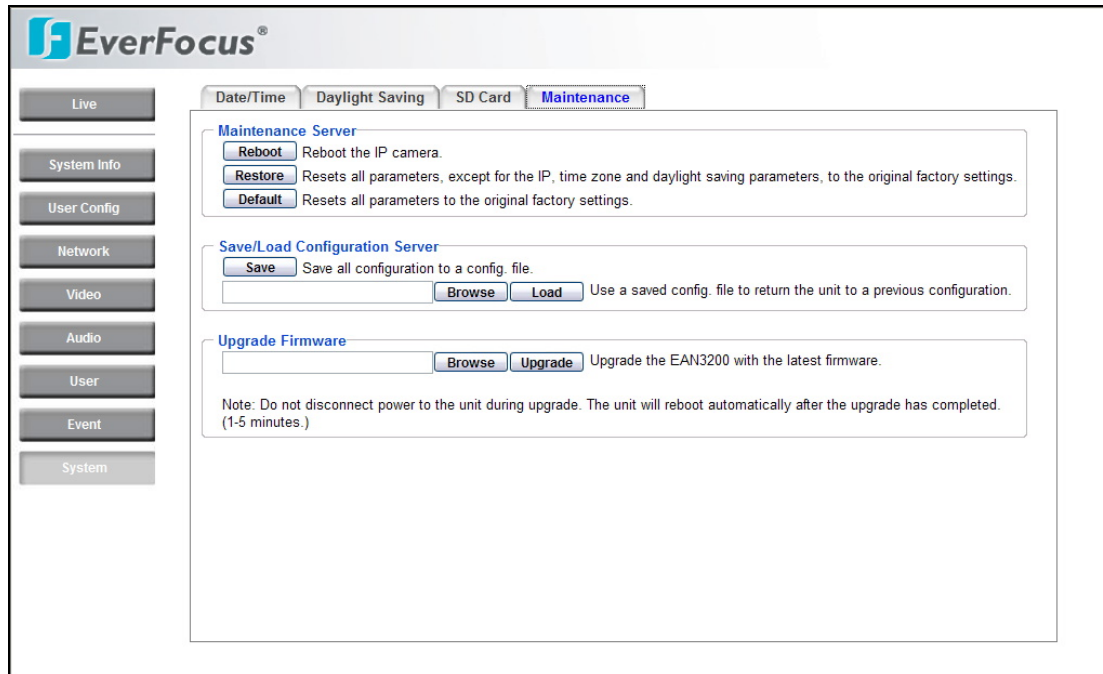 EverFocus®
Live
System Info
User Config
Network
Video
Audio
User
Event
System
Date/Time Daylight Saving SD Card Maintenance
Maintenance Server
Reboot Reboot the IP camera.
Restore Resets all parameters, except for the IP, time zone and daylight saving parameters, to the original factory settings.
Default Resets all parameters to the original factory settings.
Save/Load Configuration Server
Save Save all configuration to a config. file.
Browse Load Use a saved config. file to return the unit to a previous configuration.
Upgrade Firmware
Browse Upgrade Upgrade the EAN3200 with the latest firmware.
Note: Do not disconnect power to the unit during upgrade. The unit will reboot automatically after the upgrade has completed.
(1-5 minutes.)